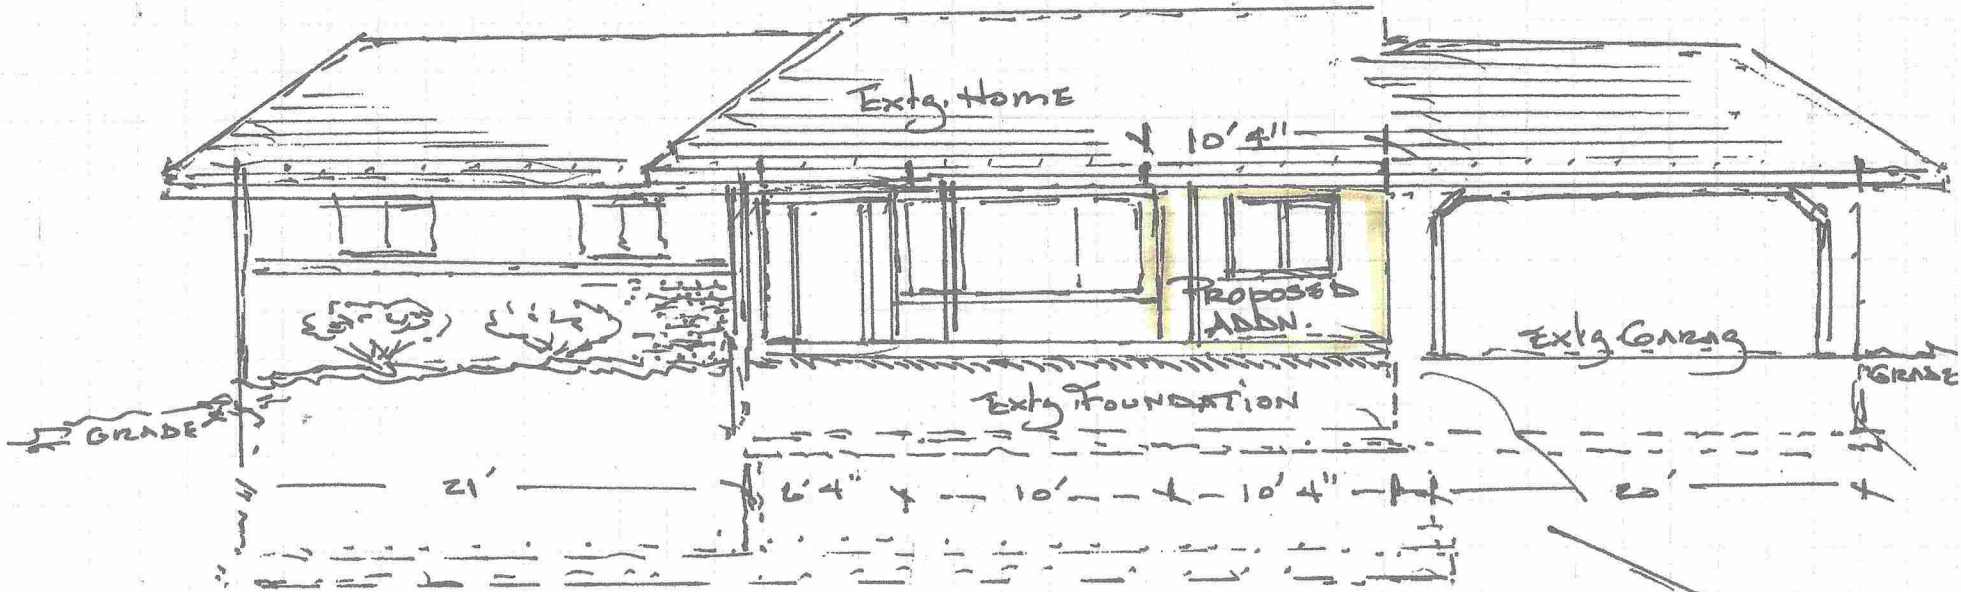 Extg. Home
10'4"
PROPOSED
ADDN.
Extg GARAG
GRADE
Extg FOUNDATION
GRADE
21'
6'4"
10'
10'4"
20'